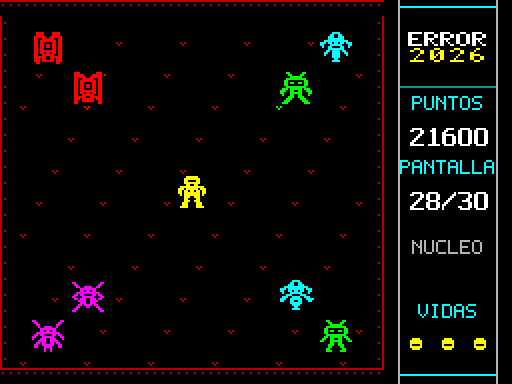 ERROR
2026
PUNTOS
21600
PANTALLA
28/30
NUCLEO
VIDAS